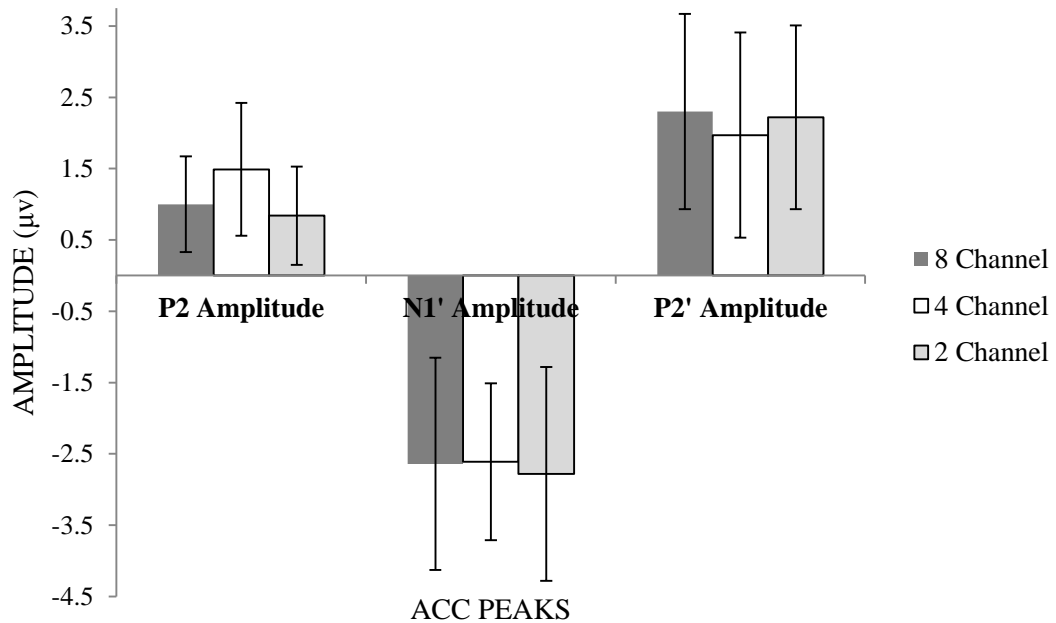 3.5
2.5
1.5
0.5
-0.5
-1.5
-2.5
-3.5
-4.5
AMPLITUDE (μv)
P2 Amplitude
N1' Amplitude
P2' Amplitude
ACC PEAKS
8 Channel
4 Channel
2 Channel